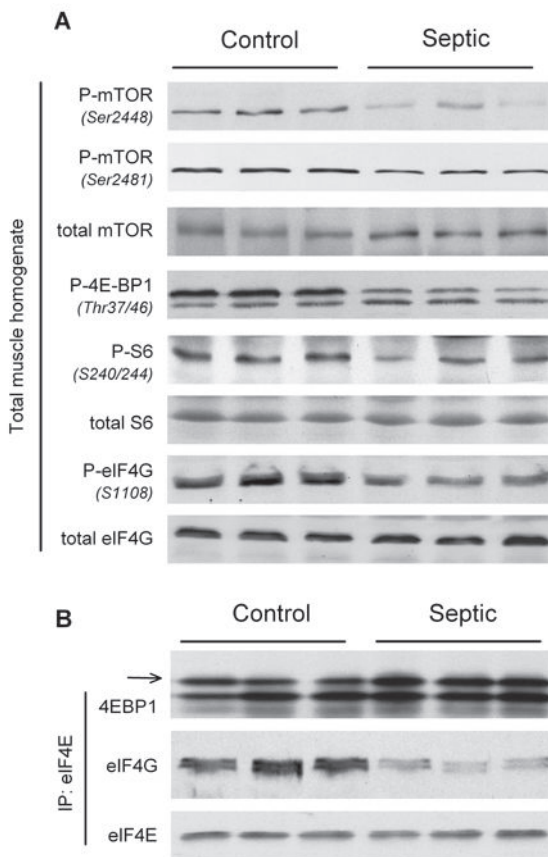 A
Control
Septic
Total muscle homogenate
P-mTOR
(Ser2448)
P-mTOR
(Ser2481)
total mTOR
P-4E-BP1
(Thr37/46)
P-S6
(S240/244)
total S6
P-eIF4G
(S1108)
total eIF4G
B
Control
Septic
IP: eIF4E
4EBP1
eIF4G
eIF4E